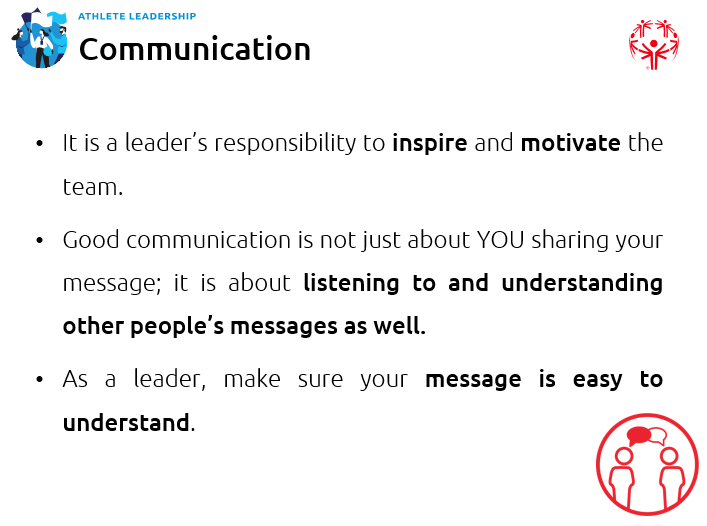 ATHLETE LEADERSHIP
Communication
• It is a leader’s responsibility to inspire and motivate the
team.
• Good communication is not just about YOU sharing your
message; it is about listening to and understanding
other people’s messages as well.
• As a leader, make sure your message is easy to
understand.